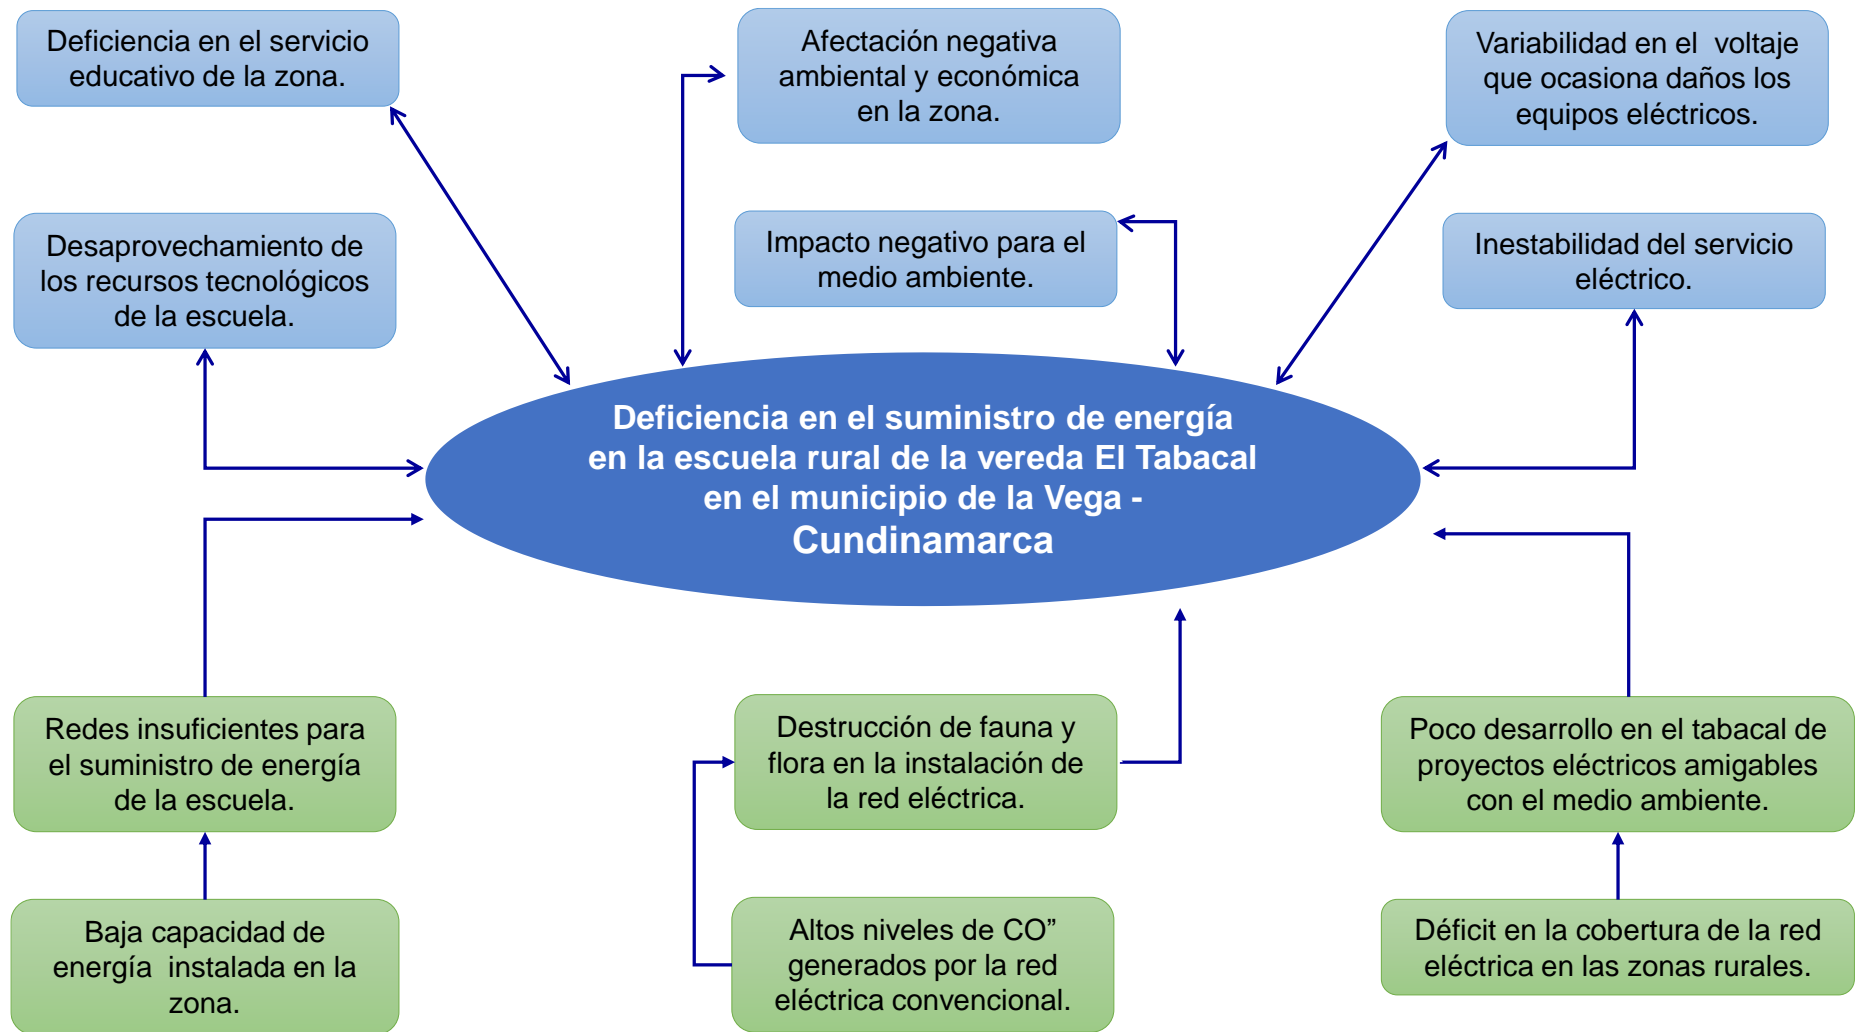 Deficiencia en el servicio
educativo de la zona.
Afectación negativa
ambiental y económica
en la zona.
Variabilidad en el  voltaje
que ocasiona daños los
equipos eléctricos.
Desaprovechamiento de
los recursos tecnológicos
de la escuela.
Impacto negativo para el
medio ambiente.
Inestabilidad del servicio
eléctrico.
Deficiencia en el suministro de energía
en la escuela rural de la vereda El Tabacal
en el municipio de la Vega -
Cundinamarca
Redes insuficientes para
el suministro de energía
de la escuela.
Destrucción de fauna y
flora en la instalación de
la red eléctrica.
Poco desarrollo en el tabacal de
proyectos eléctricos amigables
con el medio ambiente.
Baja capacidad de
energía  instalada en la
zona.
Altos niveles de CO”
generados por la red
eléctrica convencional.
Déficit en la cobertura de la red
eléctrica en las zonas rurales.